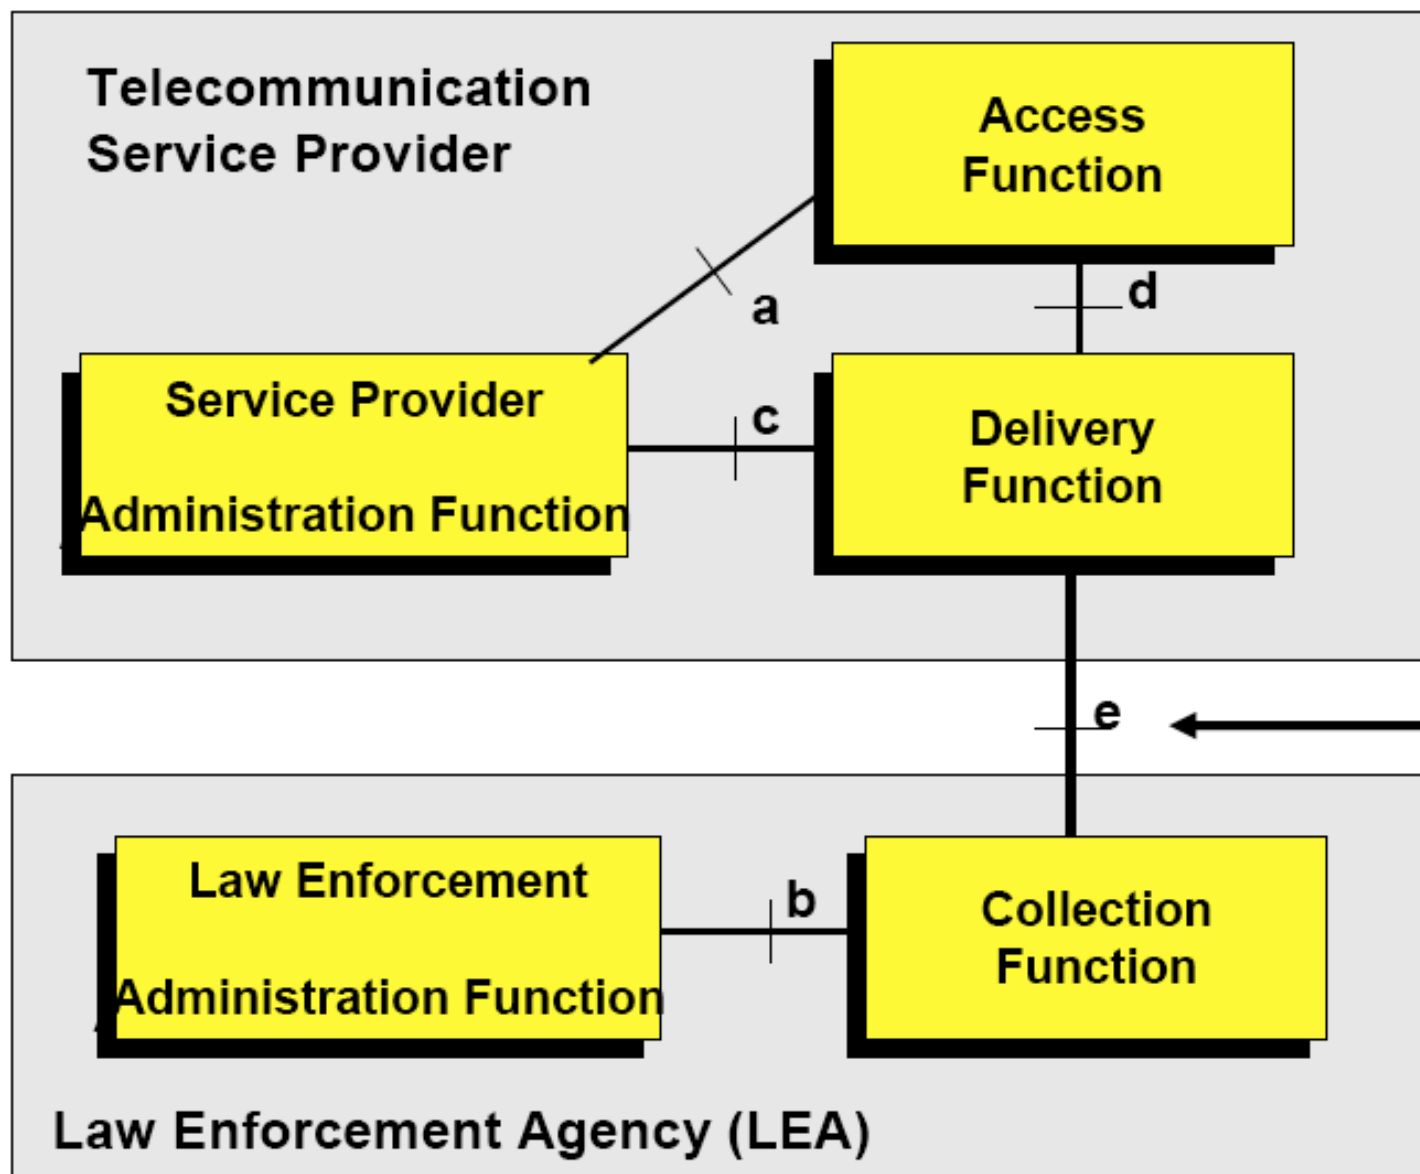 Telecommunication
Service Provider
Access
Function
a
d
Service Provider
Administration Function
c
Delivery
Function
e
Law Enforcement
Administration Function
b
Collection
Function
Law Enforcement Agency (LEA)